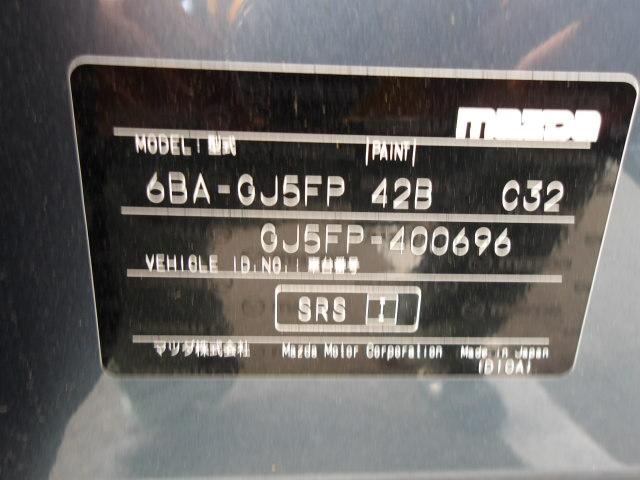 mazda
MODEL:型式 PAINT
6BA-GJ5FP 42B C32
GJ5FP-400696
VEHICLE ID.NO.:車台番号
SRS I
マツダ株式会社 Mazda Motor Corporation Made in Japan
(D10A)